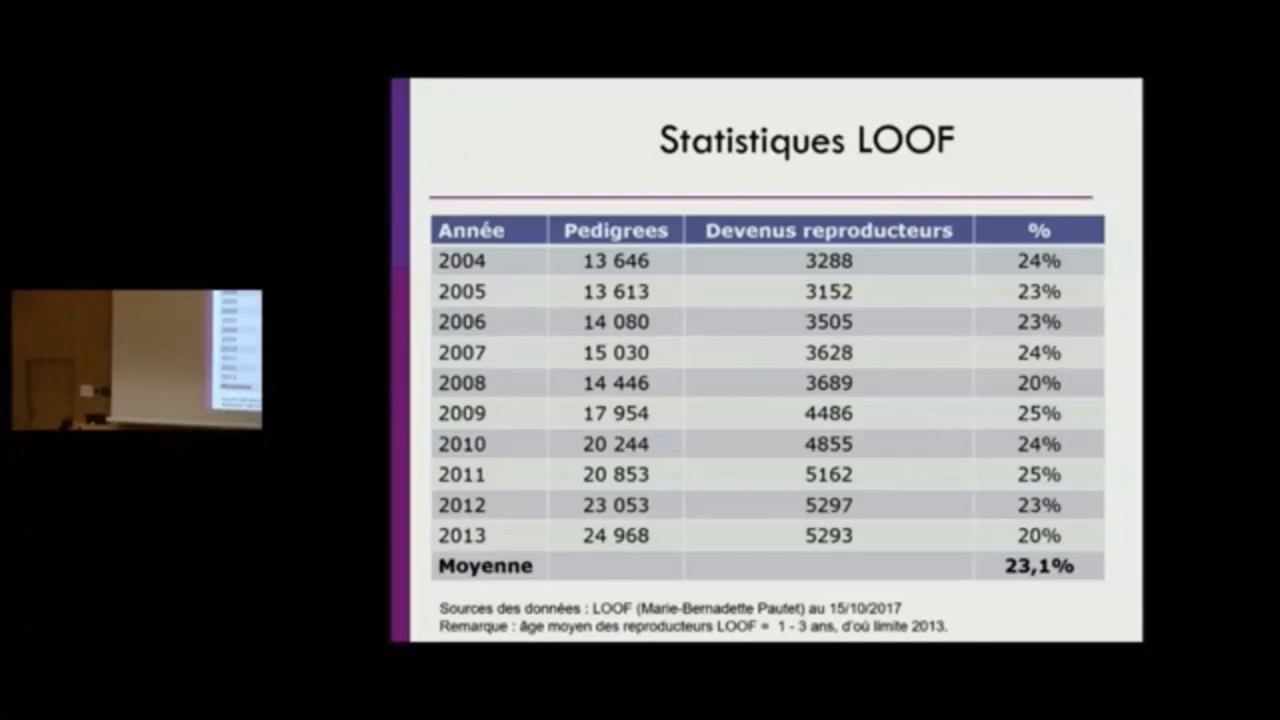 Statistiques LOOF
Année Pedigrees Devenus reproducteurs %
2004 13 646 3288 24%
2005 13 613 3152 23%
2006 14 080 3505 23%
2007 15 030 3628 24%
2008 14 446 3689 20%
2009 17 954 4486 25%
2010 20 244 4855 24%
2011 20 853 5162 25%
2012 23 053 5297 23%
2013 24 968 5293 20%
Moyenne 23,1%
Sources des données : LOOF (Marie-Bernadette Pautet) au 15/10/2017
Remarque : âge moyen des reproducteurs LOOF = 1 - 3 ans, d'où limite 2013.